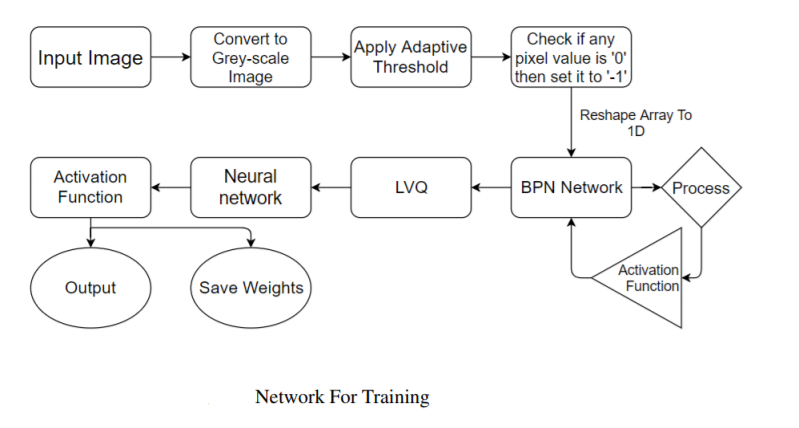 Input Image
Convert to
Grey-scale
Image
Apply Adaptive
Threshold
Check if any
pixel value is '0'
then set it to '-1'
Reshape Array To
1D
Activation
Function
Neural
network
LVQ
BPN Network
Process
Activation
Function
Output
Save Weights
Network For Training